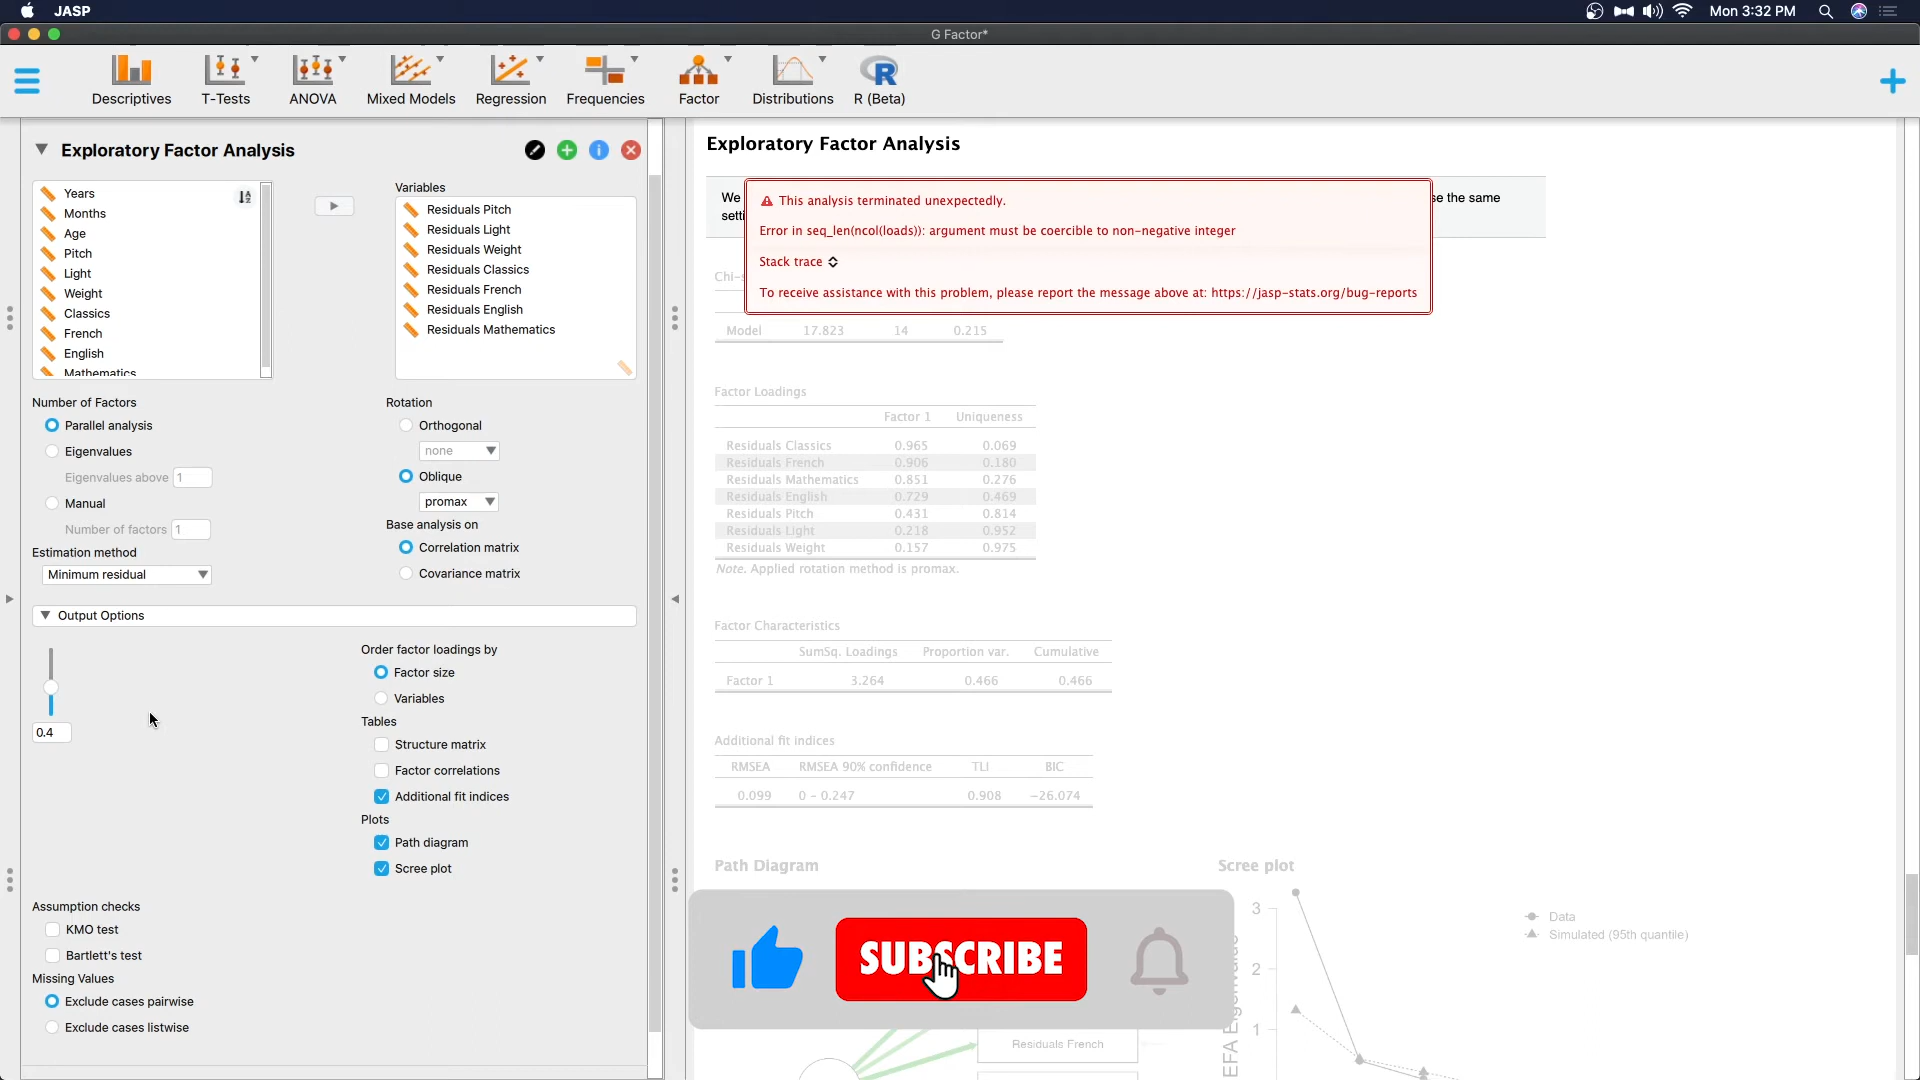 JASP
Mon 3:32 PM
G Factor*
Descriptives
T-Tests
ANOVA
Mixed Models
Regression
Frequencies
Factor
Distributions
R (Beta)
Exploratory Factor Analysis
Years
Months
Age
Pitch
Light
Weight
Classics
French
English
Mathematics
Variables
Residuals Pitch
Residuals Light
Residuals Weight
Residuals Classics
Residuals French
Residuals English
Residuals Mathematics
Number of Factors
Parallel analysis
Eigenvalues
Eigenvalues above 1
Manual
Number of factors 1
Estimation method
Minimum residual
Rotation
Orthogonal
none
Oblique
promax
Base analysis on
Correlation matrix
Covariance matrix
Output Options
0.4
Order factor loadings by
Factor size
Variables
Tables
Structure matrix
Factor correlations
Additional fit indices
Plots
Path diagram
Scree plot
Assumption checks
KMO test
Bartlett's test
Missing Values
Exclude cases pairwise
Exclude cases listwise
Exploratory Factor Analysis
We
se the same
setti
This analysis terminated unexpectedly.
Error in seq_len(ncol(loads)): argument must be coercible to non-negative integer
Stack trace
To receive assistance with this problem, please report the message above at: https://jasp-stats.org/bug-reports
Chi-s
Model 17.823 14 0.215
Factor Loadings
Factor 1 Uniqueness
Residuals Classics 0.965 0.069
Residuals French 0.906 0.180
Residuals Mathematics 0.851 0.276
Residuals English 0.729 0.469
Residuals Pitch 0.431 0.814
Residuals Light 0.218 0.952
Residuals Weight 0.157 0.975
Note. Applied rotation method is promax.
Factor Characteristics
SumSq. Loadings Proportion var. Cumulative
Factor 1 3.264 0.466 0.466
Additional fit indices
RMSEA RMSEA 90% confidence TLI BIC
0.099 0 - 0.247 0.908 −26.074
Path Diagram
Residuals French
Scree plot
3
2
1
Data
Simulated (95th quantile)
SUBSCRIBE